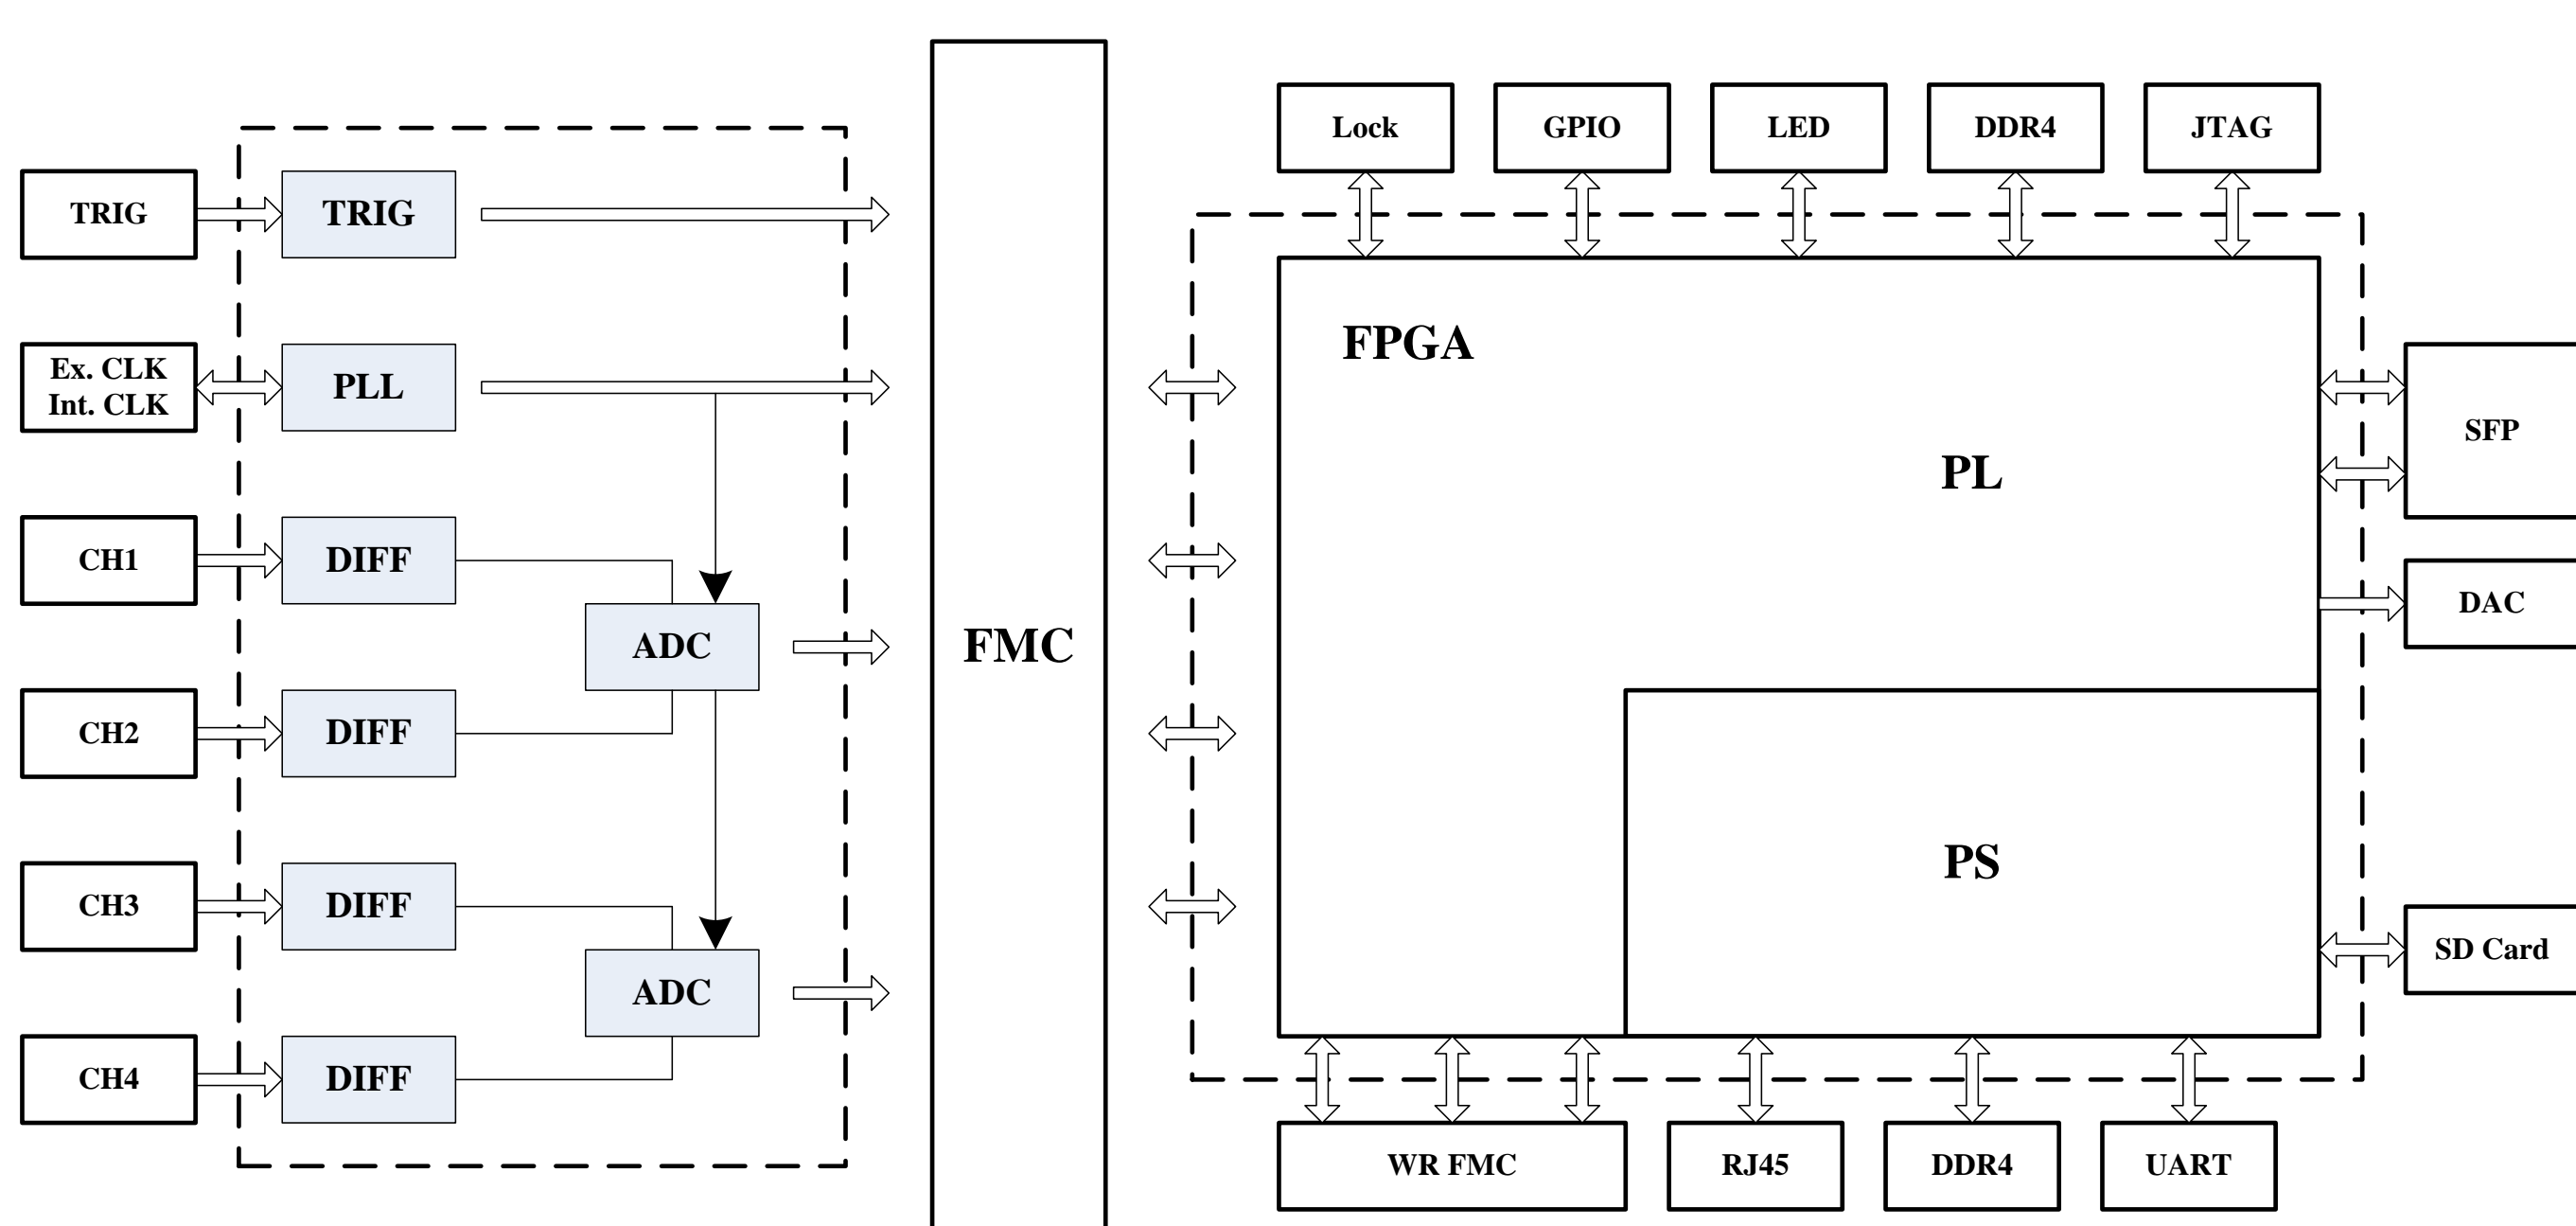 Lock
GPIO
LED
DDR4
JTAG
TRIG
TRIG
Ex. CLK
Int. CLK
PLL
CH1
DIFF
ADC
CH2
DIFF
CH3
DIFF
ADC
CH4
DIFF
FMC
FPGA
PL
PS
SFP
DAC
SD Card
WR FMC
RJ45
DDR4
UART